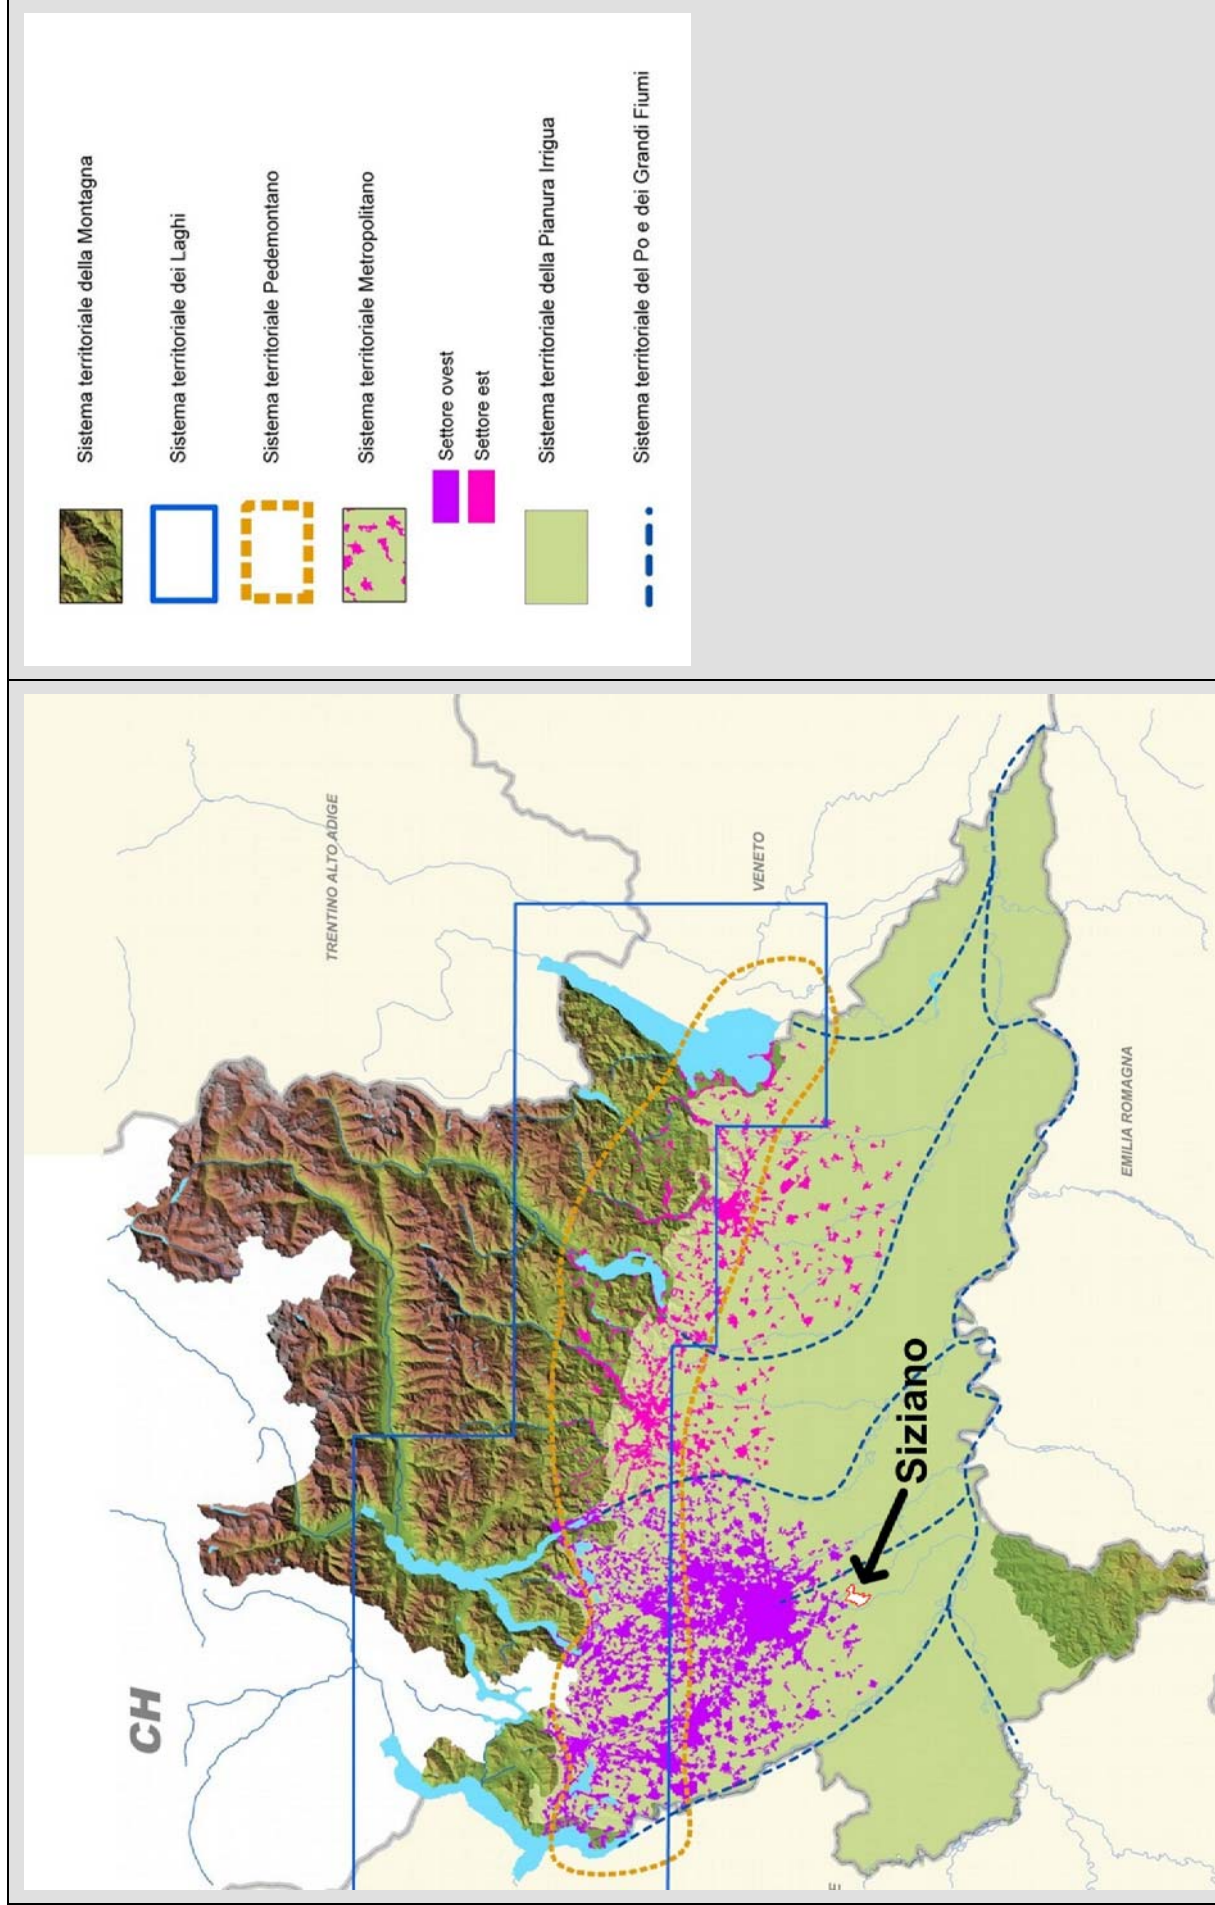 Sistema territoriale della Montagna
Sistema territoriale dei Laghi
Sistema territoriale Pedemontano
Sistema territoriale Metropolitano
Settore ovest
Settore est
Sistema territoriale della Pianura Irrigua
Sistema territoriale del Po e dei Grandi Fiumi
CH
TRENTINO ALTO ADIGE
VENETO
EMILIA ROMAGNA
Siziano